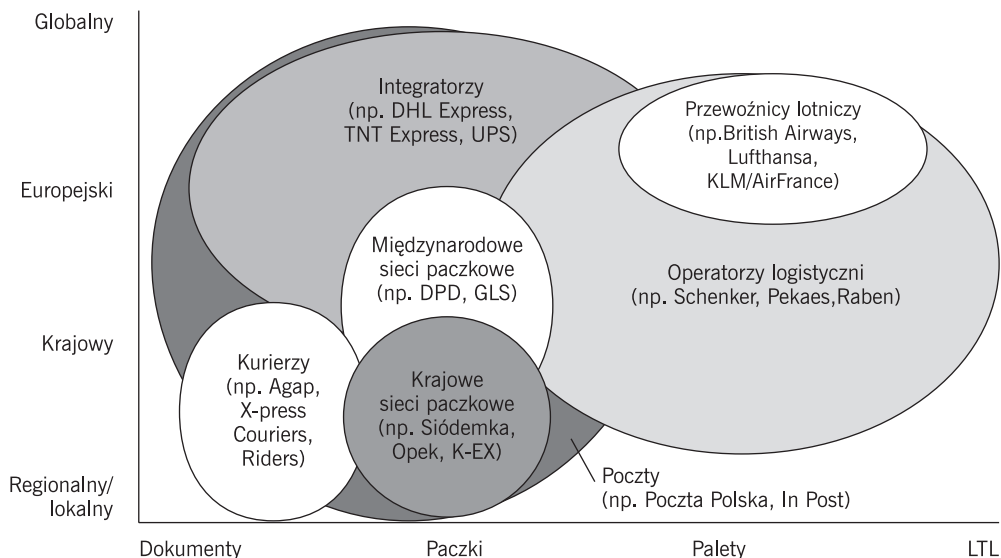 Globalny
Europejski
Krajowy
Regionalny/
lokalny
Integratorzy
(np. DHL Express,
TNT Express, UPS)
Przewoźnicy lotniczy
(np.British Airways,
Lufthansa,
KLM/AirFrance)
Międzynarodowe
sieci paczkowe
(np. DPD, GLS)
Operatorzy logistyczni
(np. Schenker, Pekaes,Raben)
Kurierzy
(np. Agap,
X-press
Couriers,
Riders)
Krajowe
sieci paczkowe
(np. Siódemka,
Opek, K-EX)
Poczty
(np. Poczta Polska, In Post)
Dokumenty
Paczki
Palety
LTL